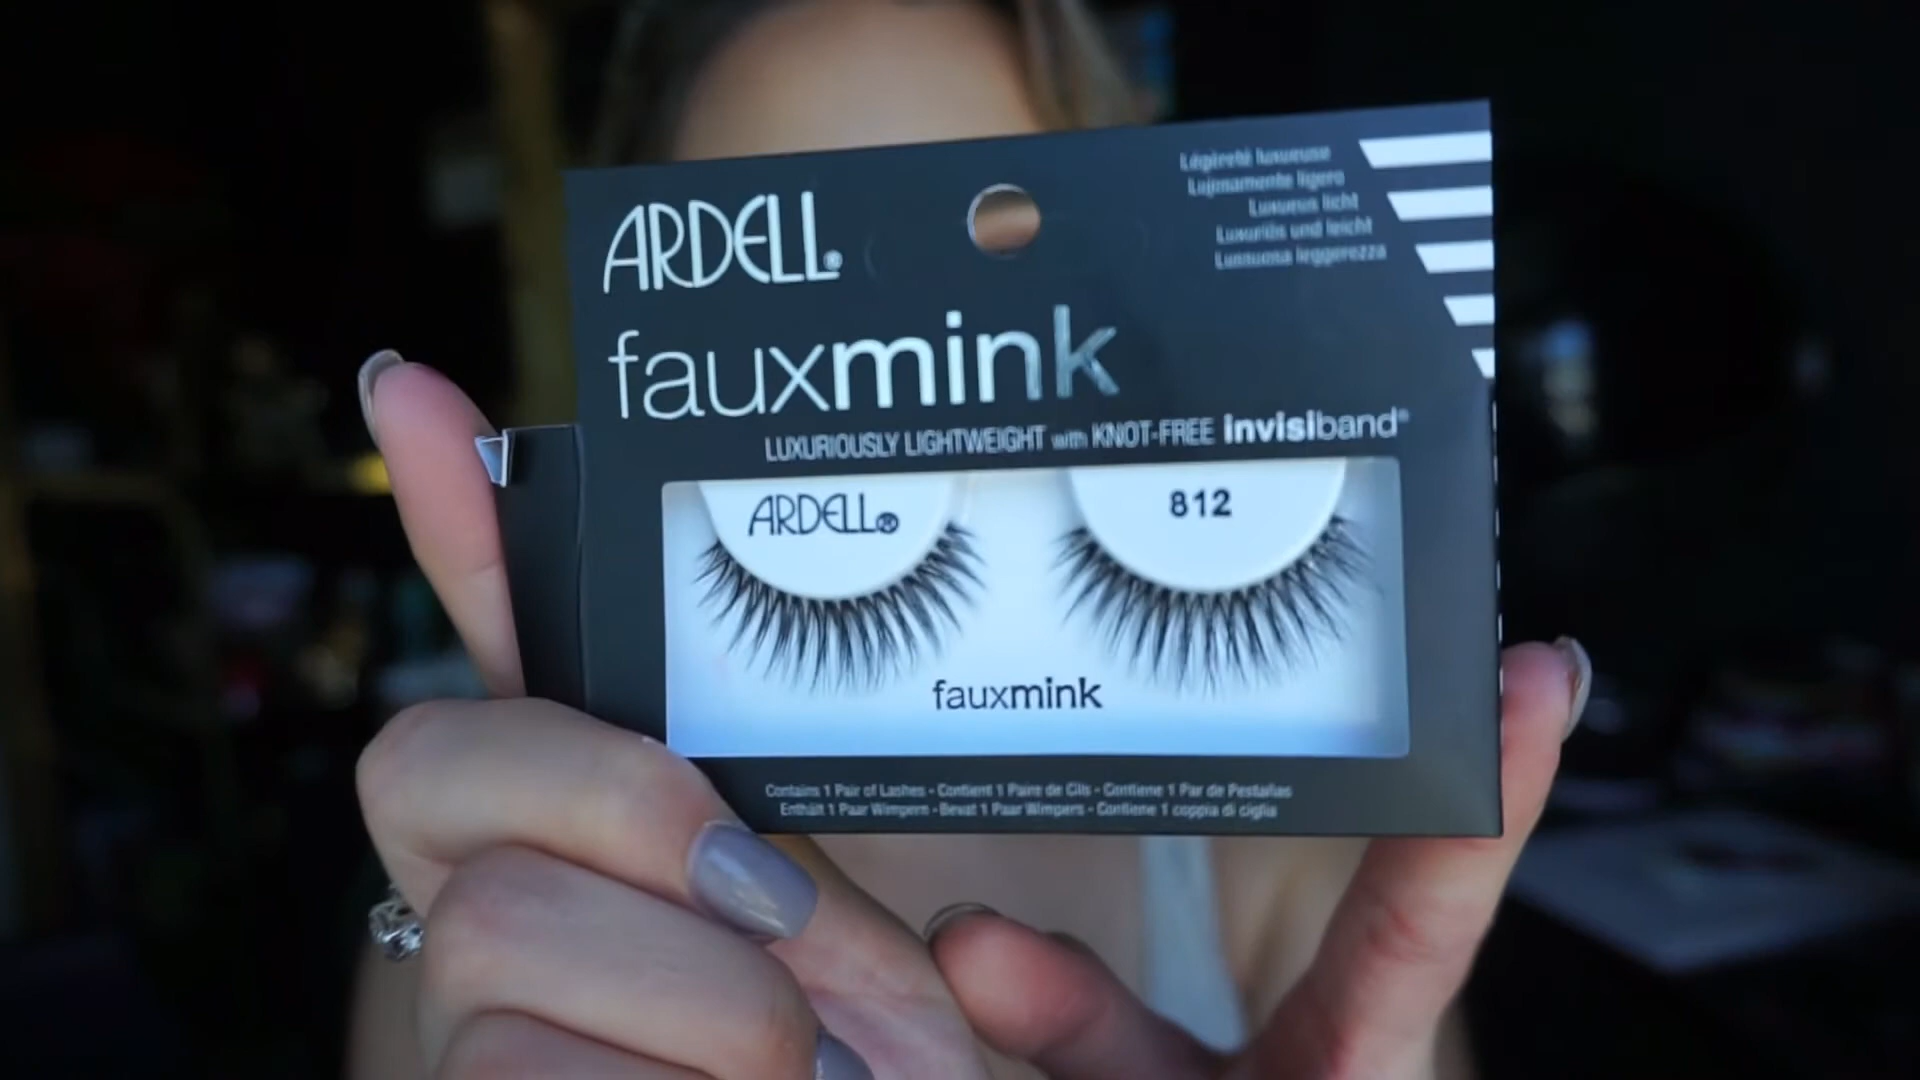 ARDELL®
Légèreté luxueuse
Lujosamente ligero
Luxueus licht
Luxuriös und leicht
Lussuosa leggerezza
fauxmink
LUXURIOUSLY LIGHTWEIGHT with KNOT-FREE invisiband®
ARDELL®
812
fauxmink
Contains 1 Pair of Lashes - Contient 1 Paire de Cils - Contiene 1 Par de Pestañas
Enthält 1 Paar Wimpern - Bevat 1 Paar Wimpers - Contiene 1 coppia di ciglia